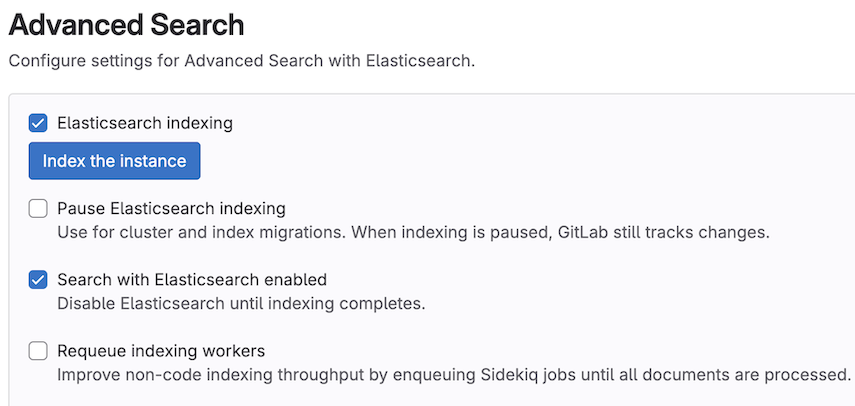 Advanced Search
Configure settings for Advanced Search with Elasticsearch.
Elasticsearch indexing
Index the instance
Pause Elasticsearch indexing
Use for cluster and index migrations. When indexing is paused, GitLab still tracks changes.
Search with Elasticsearch enabled
Disable Elasticsearch until indexing completes.
Requeue indexing workers
Improve non-code indexing throughput by enqueuing Sidekiq jobs until all documents are processed.